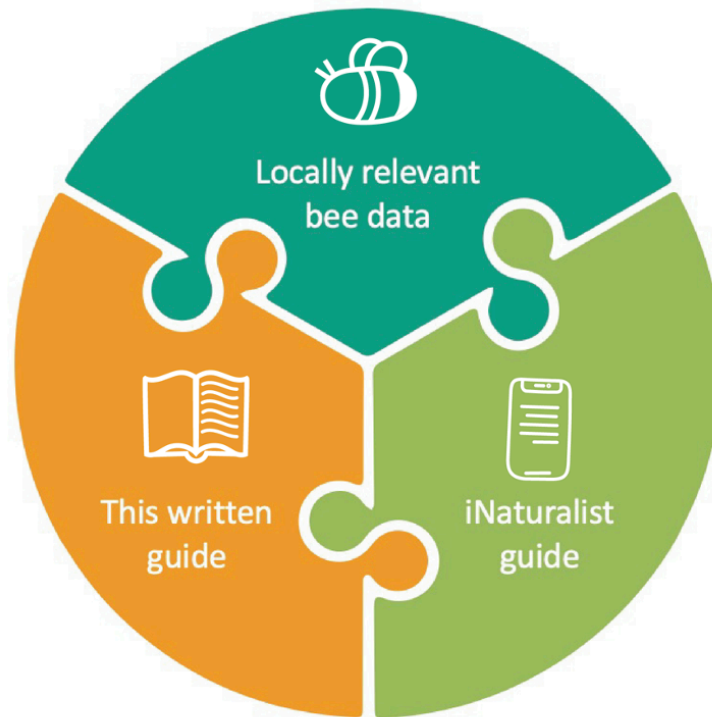 Locally relevant
bee data
This written
guide
iNaturalist
guide